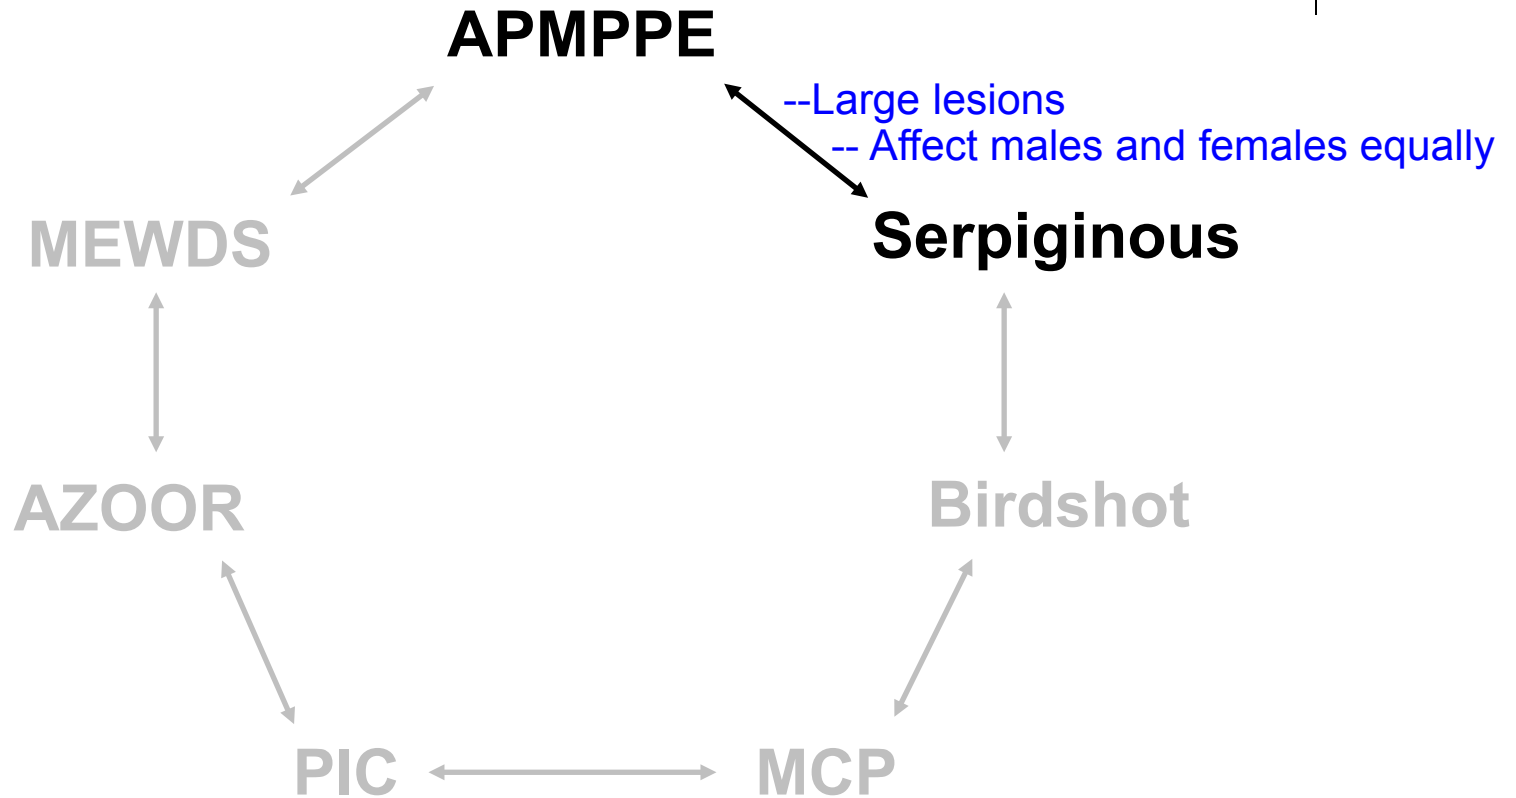 APMPPE
--Large lesions
-- Affect males and females equally
MEWDS
Serpiginous
AZOOR
Birdshot
PIC
MCP